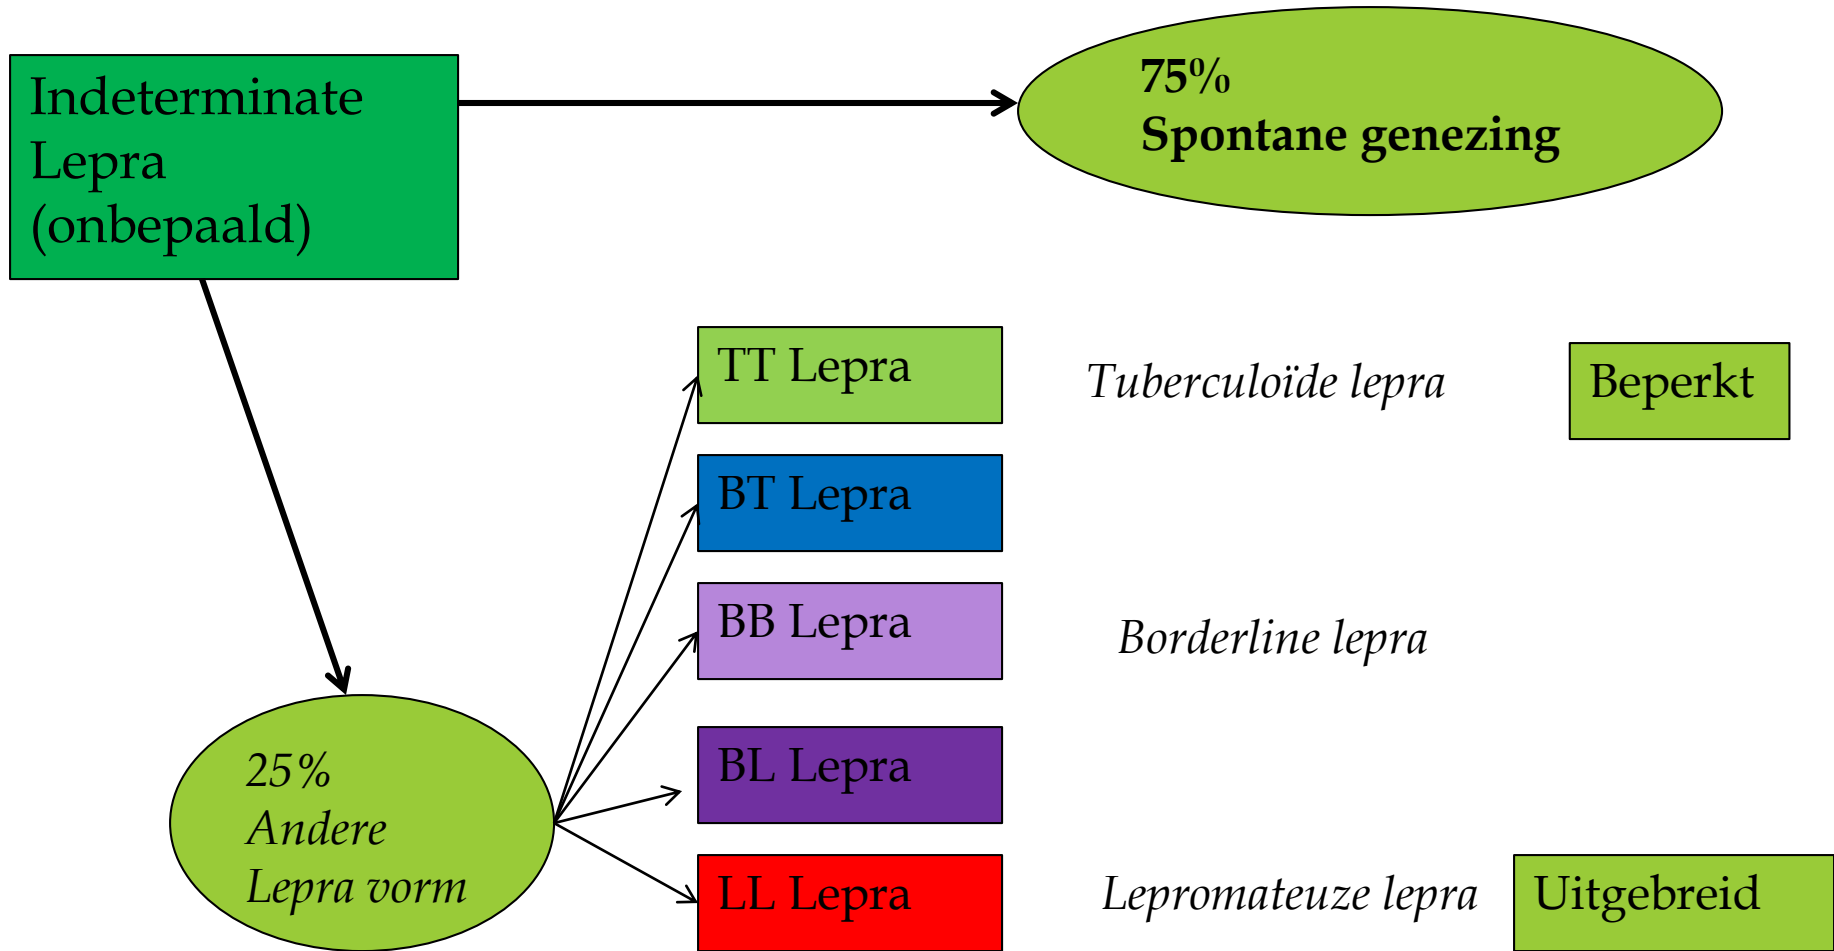 Indeterminate
Lepra
(onbepaald)
75%
Spontane genezing
TT Lepra
Tuberculoïde lepra
Beperkt
BT Lepra
BB Lepra
Borderline lepra
BL Lepra
25%
Andere
Lepra vorm
LL Lepra
Lepromateuze lepra
Uitgebreid